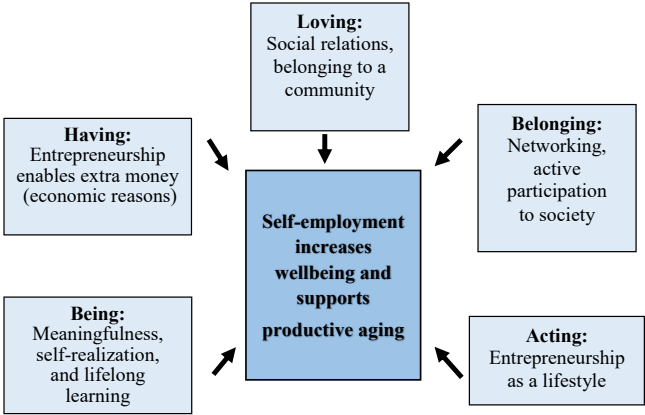 Loving:
Social relations,
belonging to a
community
Having:
Entrepreneurship
enables extra money
(economic reasons)
Belonging:
Networking,
active
participation
to society
Self-employment
increases
wellbeing and
supports
productive aging
Being:
Meaningfulness,
self-realization,
and lifelong
learning
Acting:
Entrepreneurship
as a lifestyle